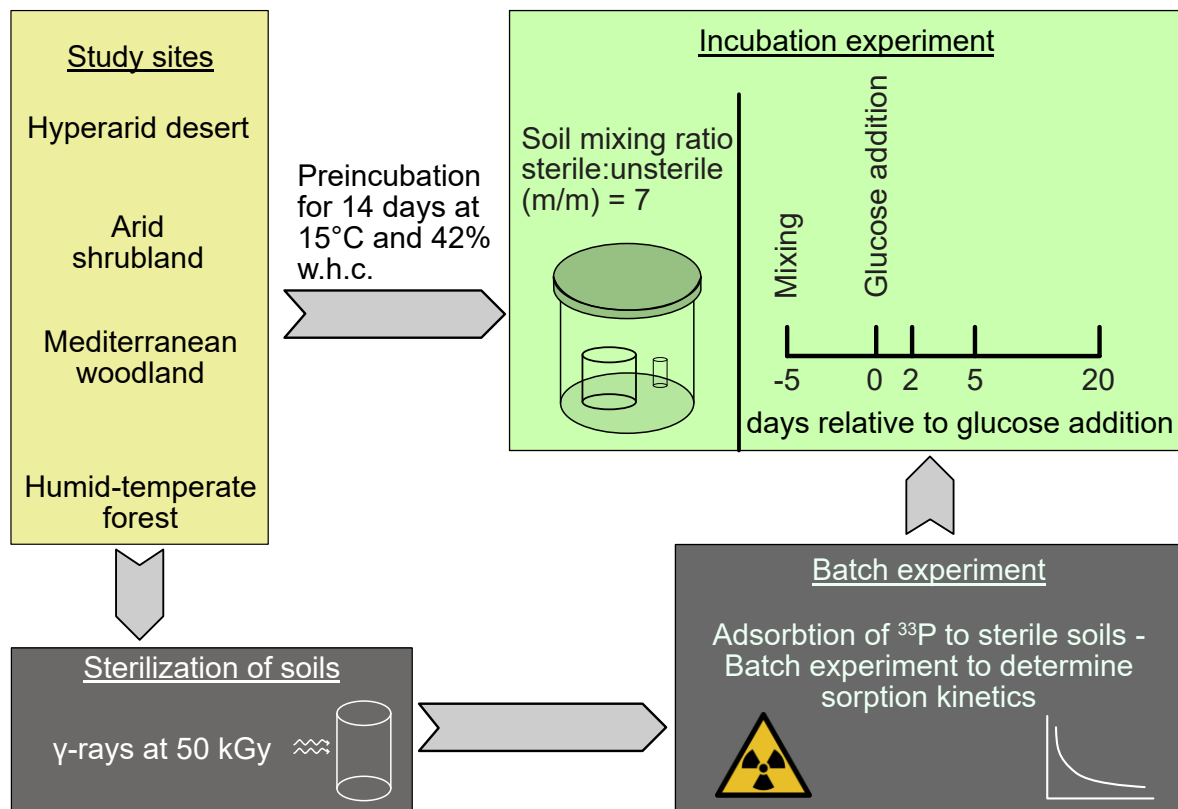 Study sites
Hyperarid desert
Arid
shrubland
Mediterranean
woodland
Humid-temperate
forest
Preincubation
for 14 days at
15°C and 42%
w.h.c.
Incubation experiment
Soil mixing ratio
sterile:unsterile
(m/m) = 7
Mixing
Glucose addition
-5 0 2 5 20
days relative to glucose addition
Sterilization of soils
γ-rays at 50 kGy
Batch experiment
Adsorbtion of ³³P to sterile soils -
Batch experiment to determine
sorption kinetics